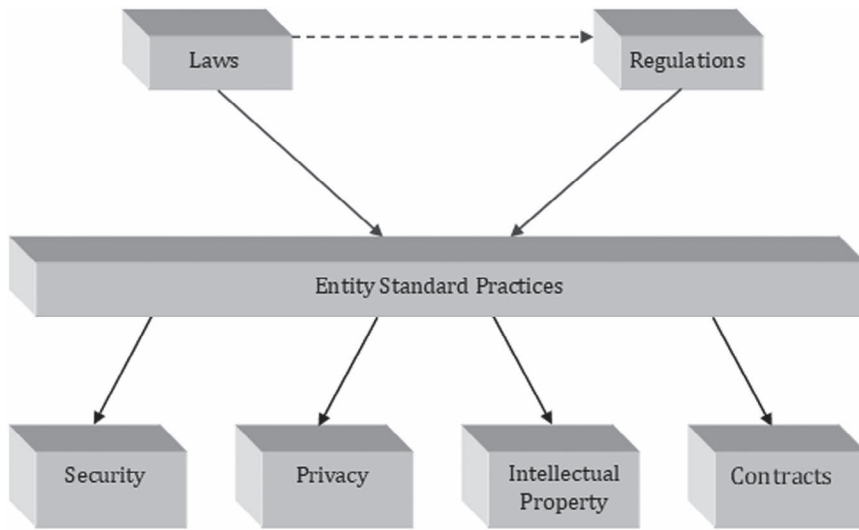 Laws
Regulations
Entity Standard Practices
Security
Privacy
Intellectual
Property
Contracts